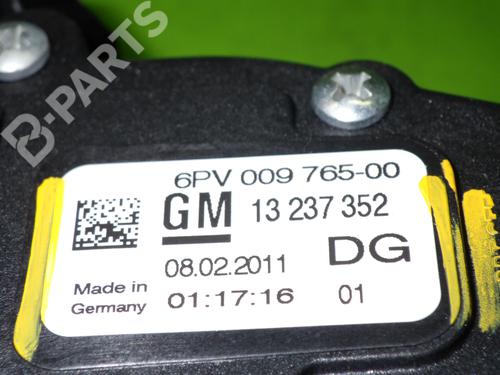 B-PARTS
6PV 009 765-00
GM 13 237 352
08.02.2011 DG
Made in Germany 01:17:16 01